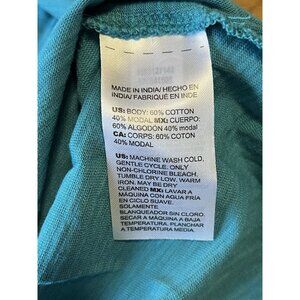 MADE IN INDIA/ HECHO EN
INDIA/ FABRIQUÉ EN INDE
US: BODY: 60% COTTON
40% MODAL MX: CUERPO:
60% ALGODON 40% modal
CA: CORPS: 60% COTON
40% MODAL
US: MACHINE WASH COLD,
GENTLE CYCLE. ONLY
NON-CHLORINE BLEACH,
TUMBLE DRY LOW. WARM
IRON. MAY BE DRY
CLEANED MX: LAVAR A
MÁQUINA CON AGUA FRÍA
EN CICLO SUAVE.
SOLAMENTE
BLANQUEADOR SIN CLORO.
SECAR A MÁQUINA A BAJA
TEMPERATURA. PLANCHAR
A TEMPERATURA MEDIA.